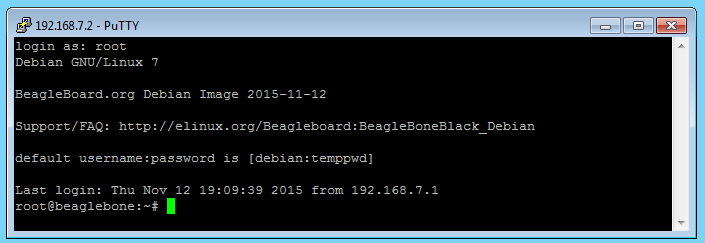 192.168.7.2 - PuTTY
login as: root
Debian GNU/Linux 7
BeagleBoard.org Debian Image 2015-11-12
Support/FAQ: http://elinux.org/Beagleboard:BeagleBoneBlack_Debian
default username:password is [debian:temppwd]
Last login: Thu Nov 12 19:09:39 2015 from 192.168.7.1
root@beaglebone:~#